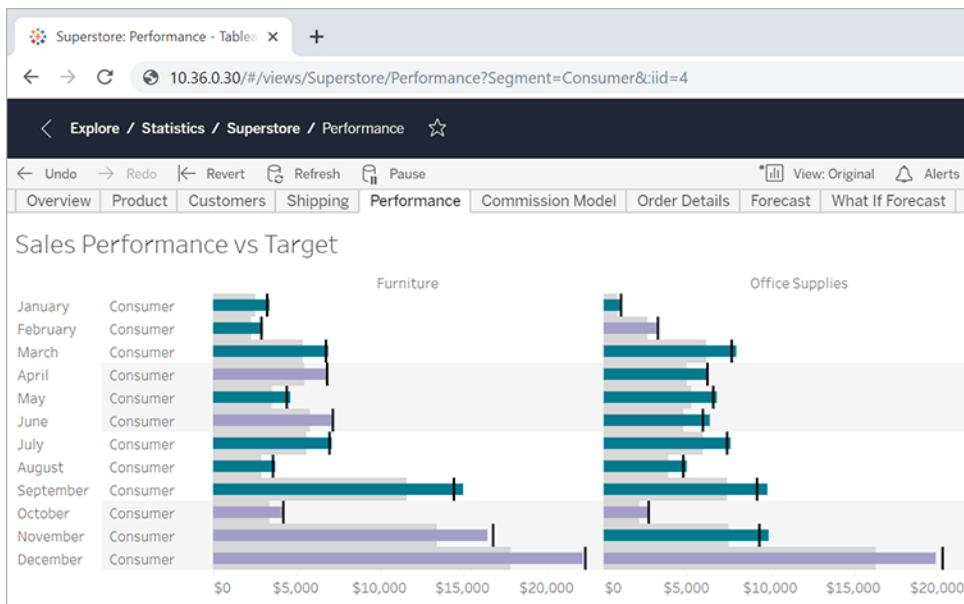 Superstore: Performance - Tablea
10.36.0.30/#/views/Superstore/Performance?Segment=Consumer&:iid=4
Explore / Statistics / Superstore / Performance
Undo Redo Revert Refresh Pause View: Original Alerts
Overview Product Customers Shipping Performance Commission Model Order Details Forecast What If Forecast
Sales Performance vs Target
Furniture Office Supplies
January Consumer
February Consumer
March Consumer
April Consumer
May Consumer
June Consumer
July Consumer
August Consumer
September Consumer
October Consumer
November Consumer
December Consumer
$0 $5,000 $10,000 $15,000 $20,000 $0 $5,000 $10,000 $15,000 $20,000